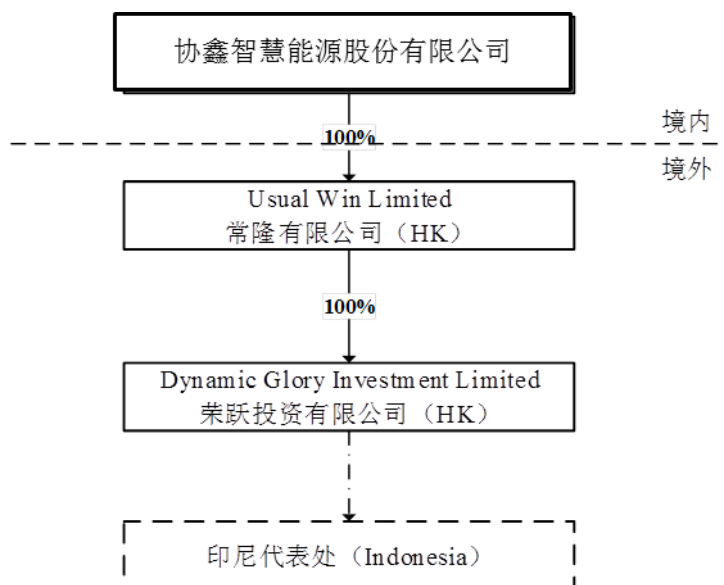 协鑫智慧能源股份有限公司
境内
100%
境外
Usual Win Limited
常隆有限公司（HK）
100%
Dynamic Glory Investment Limited
荣跃投资有限公司（HK）
印尼代表处（Indonesia）